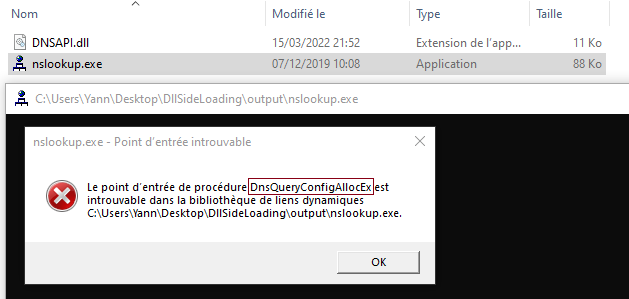 Nom Modifié le Type Taille
DNSAPI.dll 15/03/2022 21:52 Extension de l'app... 11 Ko
nslookup.exe 07/12/2019 10:08 Application 88 Ko
C:\Users\Yann\Desktop\DllSideLoading\output\nslookup.exe
nslookup.exe - Point d'entrée introuvable
Le point d'entrée de procédure DnsQueryConfigAllocEx est
introuvable dans la bibliothèque de liens dynamiques
C:\Users\Yann\Desktop\DllSideLoading\output\nslookup.exe.
OK